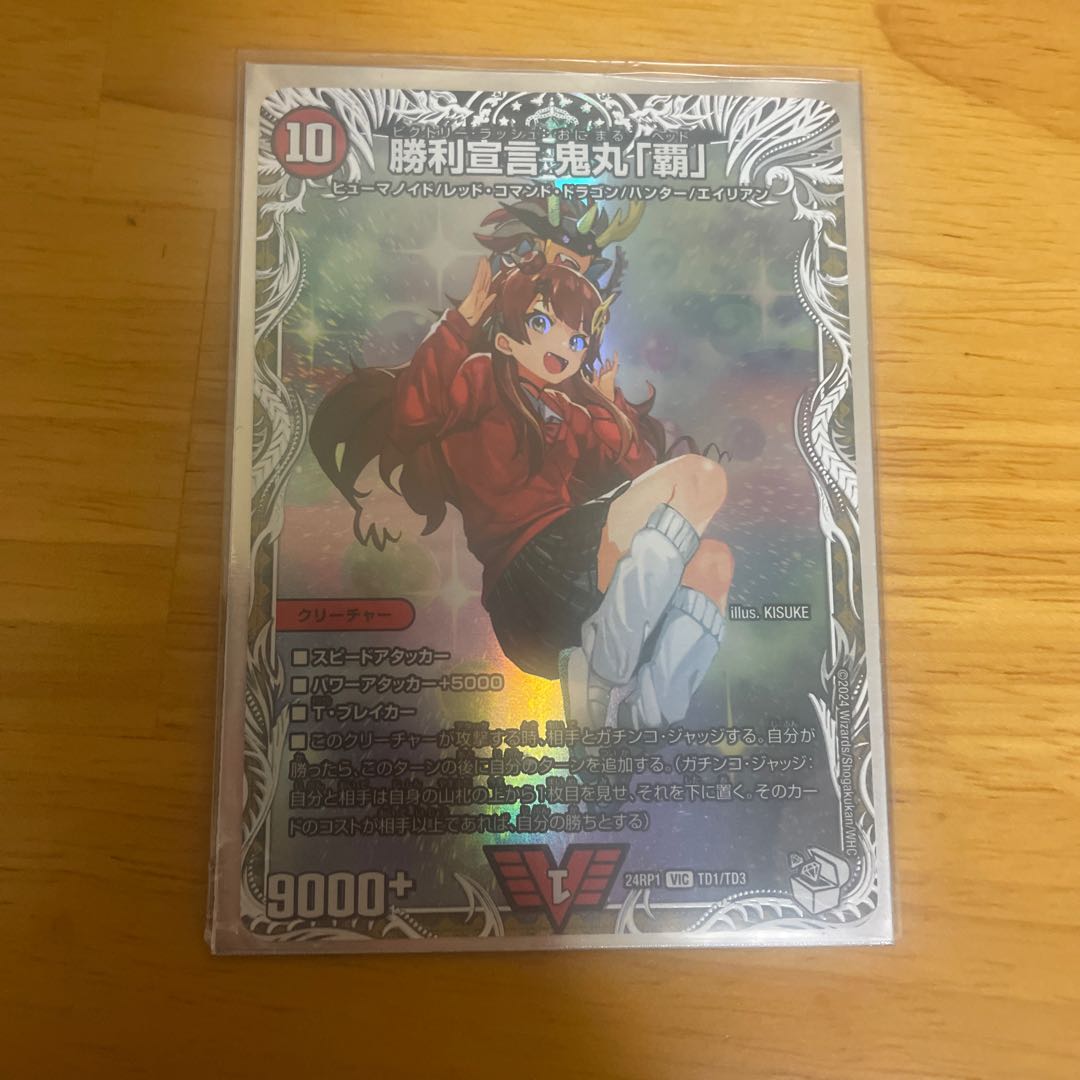 10
ビクトリー・ラッシュ おにまる ヘッド
勝利宣言 鬼丸「覇」
ヒューマノイド/レッド・コマンド・ドラゴン/ハンター/エイリアン
クリーチャー
illus. KISUKE
■スピードアタッカー
■パワーアタッカー+5000
■T・ブレイカー
■このクリーチャーが攻撃する時、相手とガチンコ・ジャッジする。自分が
勝ったら、このターンの後に自分のターンを追加する。(ガチンコ・ジャッジ:
自分と相手は自身の山札の上から1枚目を見せ、それを下に置く。そのカー
ドのコストが相手以上であれば、自分の勝ちとする)
©2024 Wizards/Shogakukan/WHC
9000+
1
24RP1 VIC TD1/TD3